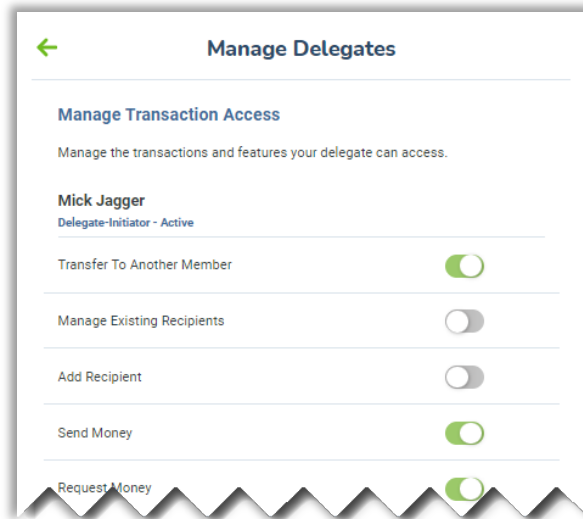 Manage Delegates
Manage Transaction Access
Manage the transactions and features your delegate can access.
Mick Jagger
Delegate-Initiator - Active
Transfer To Another Member
Manage Existing Recipients
Add Recipient
Send Money
Request Money